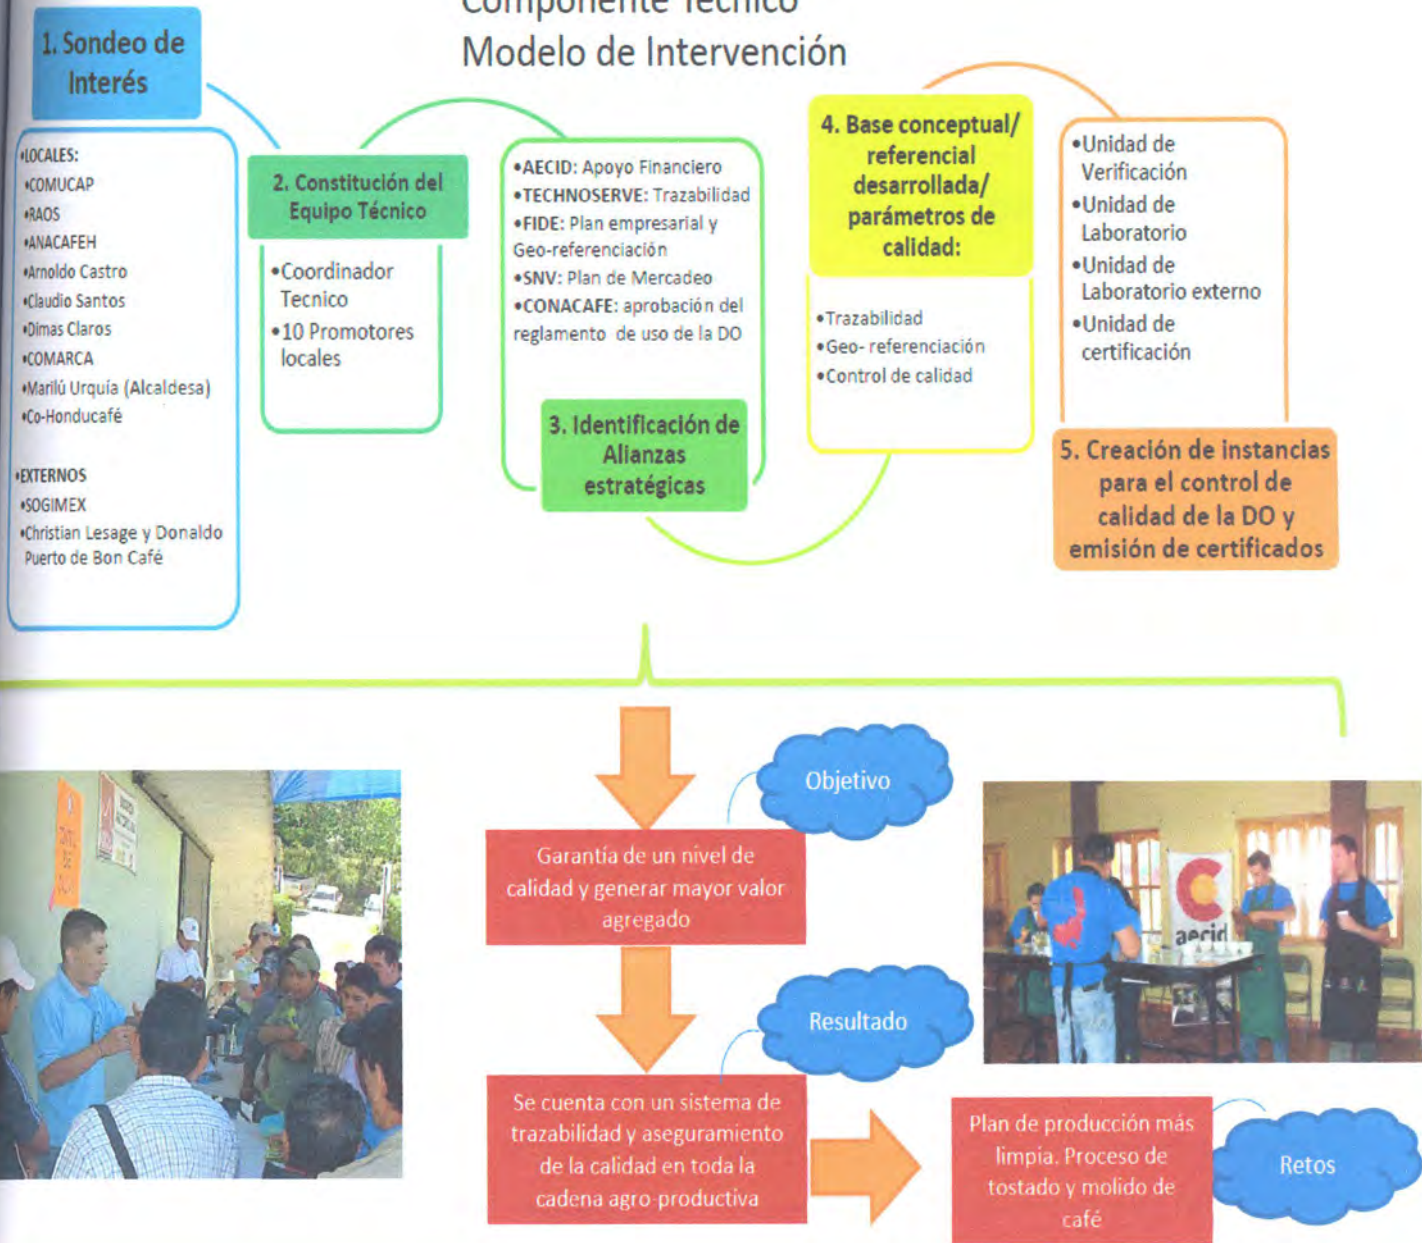 Componente Técnico
Modelo de Intervención
1. Sondeo de
Interés
•LOCALES:
•COMUCAP
•RAOS
•ANACAFEH
•Arnoldo Castro
•Claudio Santos
•Dimas Claros
•COMARCA
•Marilú Urquía (Alcaldesa)
•Co-Honducafé
•EXTERNOS
•SOGIMEX
•Christian Lesage y Donaldo
Puerto de Bon Café
2. Constitución del
Equipo Técnico
•Coordinador
Tecnico
•10 Promotores
locales
•AECID: Apoyo Financiero
•TECHNOSERVE: Trazabilidad
•FIDE: Plan empresarial y
Geo-referenciación
•SNV: Plan de Mercadeo
•CONACAFE: aprobación del
reglamento de uso de la DO
3. Identificación de
Alianzas
estratégicas
4. Base conceptual/
referencial
desarrollada/
parámetros de
calidad:
•Trazabilidad
•Geo- referenciación
•Control de calidad
•Unidad de
Verificación
•Unidad de
Laboratorio
•Unidad de
Laboratorio externo
•Unidad de
certificación
5. Creación de instancias
para el control de
calidad de la DO y
emisión de certificados
Objetivo
Garantía de un nivel de
calidad y generar mayor valor
agregado
Resultado
Se cuenta con un sistema de
trazabilidad y aseguramiento
de la calidad en toda la
cadena agro-productiva
Plan de producción más
limpia. Proceso de
tostado y molido de
café
Retos
aecid